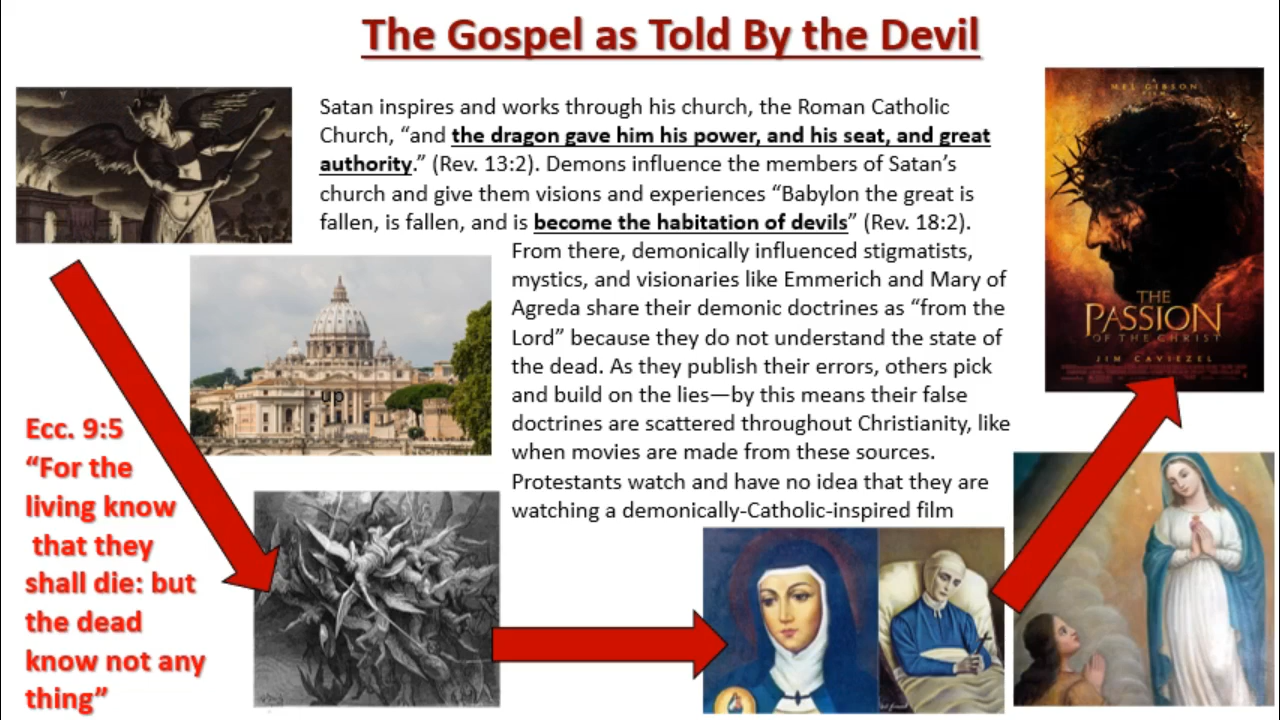 The Gospel as Told By the Devil
Satan inspires and works through his church, the Roman Catholic
Church, “and the dragon gave him his power, and his seat, and great
authority.” (Rev. 13:2). Demons influence the members of Satan’s
church and give them visions and experiences “Babylon the great is
fallen, is fallen, and is become the habitation of devils” (Rev. 18:2).
From there, demonically influenced stigmatists,
mystics, and visionaries like Emmerich and Mary of
Agreda share their demonic doctrines as “from the
Lord” because they do not understand the state of
the dead. As they publish their errors, others pick
up
and build on the lies—by this means their false
doctrines are scattered throughout Christianity, like
when movies are made from these sources.
Protestants watch and have no idea that they are
watching a demonically-Catholic-inspired film
Ecc. 9:5
“For the
living know
that they
shall die: but
the dead
know not any
thing”
MEL GIBSON
THE
PASSION
OF THE CHRIST
JIM CAVIEZEL